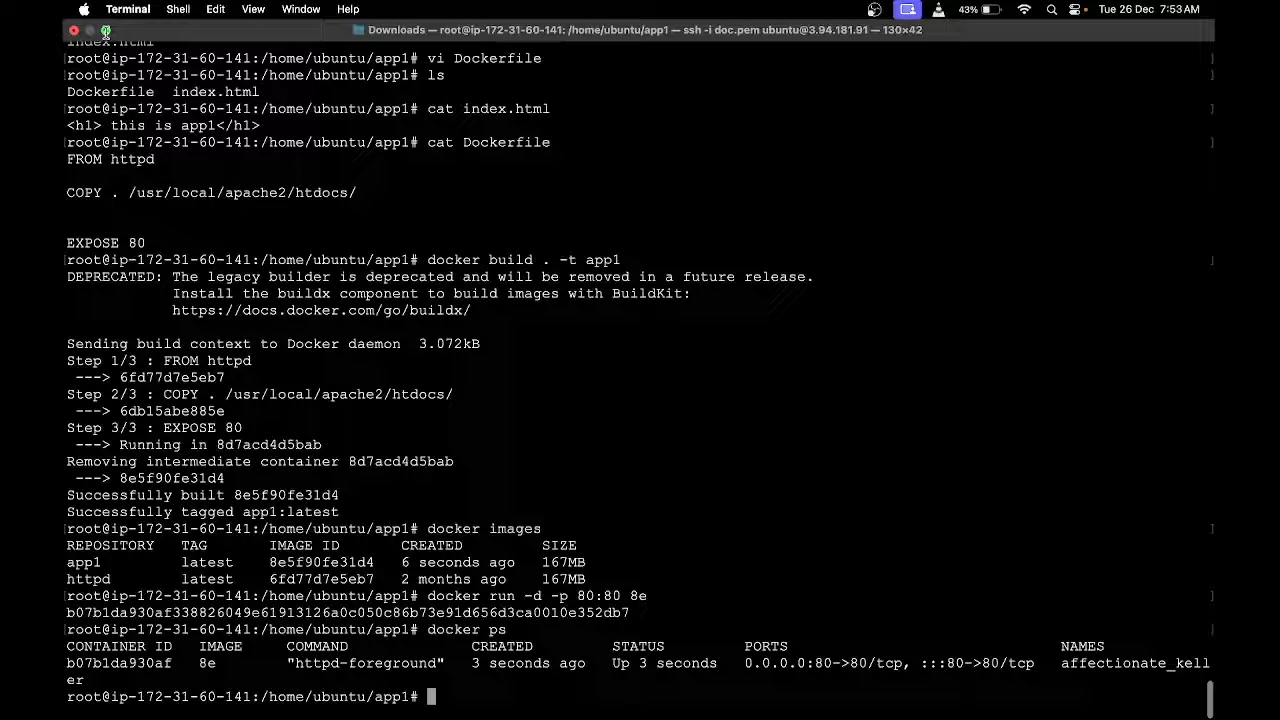 Terminal Shell Edit View Window Help 43% Tue 26 Dec 7:53 AM
Downloads — root@ip-172-31-60-141: /home/ubuntu/app1 — ssh -i doc.pem ubuntu@3.94.181.91 — 130×42
index.html
[root@ip-172-31-60-141:/home/ubuntu/app1# vi Dockerfile ]
[root@ip-172-31-60-141:/home/ubuntu/app1# ls ]
Dockerfile  index.html
[root@ip-172-31-60-141:/home/ubuntu/app1# cat index.html ]
<h1> this is app1</h1>
[root@ip-172-31-60-141:/home/ubuntu/app1# cat Dockerfile ]
FROM httpd
COPY . /usr/local/apache2/htdocs/
EXPOSE 80
[root@ip-172-31-60-141:/home/ubuntu/app1# docker build . -t app1 ]
DEPRECATED: The legacy builder is deprecated and will be removed in a future release.
Install the buildx component to build images with BuildKit:
https://docs.docker.com/go/buildx/
Sending build context to Docker daemon  3.072kB
Step 1/3 : FROM httpd
---> 6fd77d7e5eb7
Step 2/3 : COPY . /usr/local/apache2/htdocs/
---> 6db15abe885e
Step 3/3 : EXPOSE 80
---> Running in 8d7acd4d5bab
Removing intermediate container 8d7acd4d5bab
---> 8e5f90fe31d4
Successfully built 8e5f90fe31d4
Successfully tagged app1:latest
[root@ip-172-31-60-141:/home/ubuntu/app1# docker images ]
REPOSITORY   TAG       IMAGE ID       CREATED         SIZE
app1         latest    8e5f90fe31d4   6 seconds ago   167MB
httpd        latest    6fd77d7e5eb7   2 months ago    167MB
[root@ip-172-31-60-141:/home/ubuntu/app1# docker run -d -p 80:80 8e ]
b07b1da930af338826049e61913126a0c050c86b73e91d656d3ca0010e352db7
[root@ip-172-31-60-141:/home/ubuntu/app1# docker ps ]
CONTAINER ID   IMAGE     COMMAND              CREATED         STATUS         PORTS                               NAMES
b07b1da930af   8e        "httpd-foreground"   3 seconds ago   Up 3 seconds   0.0.0.0:80->80/tcp, :::80->80/tcp   affectionate_kell
er
root@ip-172-31-60-141:/home/ubuntu/app1#